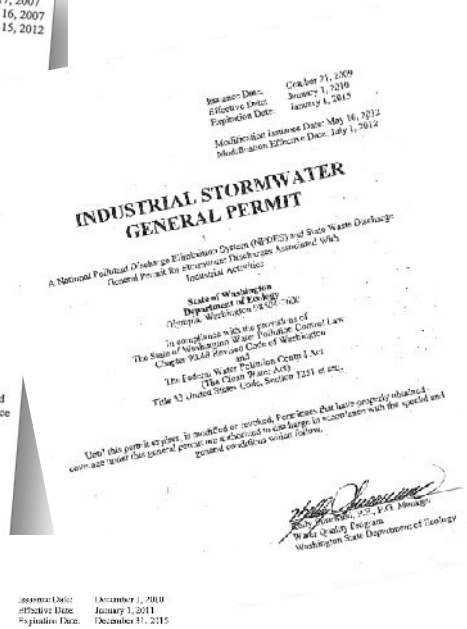 17, 2007
16, 2007
15, 2012
Issuance Date: October 21, 2009
Effective Date: January 1, 2010
Expiration Date: January 1, 2015
Modification Issuance Date: May 16, 2012
Modification Effective Date: July 1, 2012
INDUSTRIAL STORMWATER
GENERAL PERMIT
A National Pollutant Discharge Elimination System (NPDES) and State Waste Discharge
General Permit for Stormwater Discharges Associated With
Industrial Activities
State of Washington
Department of Ecology
Olympia, Washington
In compliance with the provisions of
The State of Washington Water Pollution Control Law
Chapter 90.48 Revised Code of Washington
and
The Federal Water Pollution Control Act
(The Clean Water Act)
Title 33 United States Code, Section 1251 et seq.
Until this permit expires, is modified or revoked, Permittees that have properly obtained
coverage under this general permit are authorized to discharge in accordance with the special and
general conditions which follow.
P.E., P.G. Manager
Water Quality Program
Washington State Department of Ecology
Issuance Date: December 1, 2010
Effective Date: January 1, 2011
Expiration Date: December 31, 2015